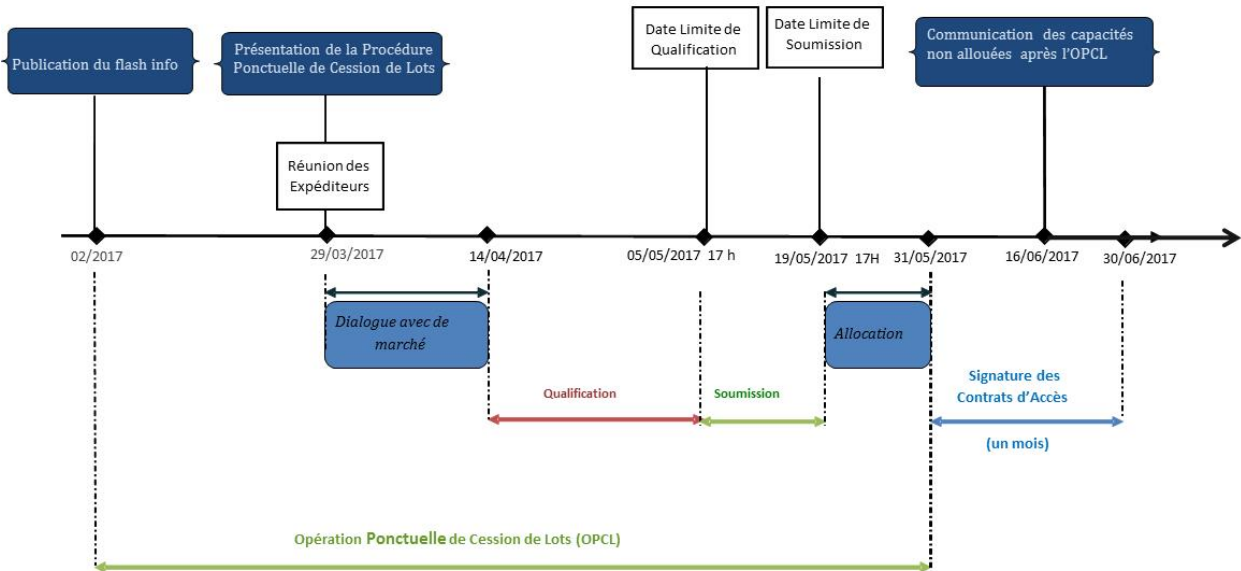 Publication du flash info
Présentation de la Procédure
Ponctuelle de Cession de Lots
Date Limite de
Qualification
Date Limite de
Soumission
Communication des capacités
non allouées après l'OPCL
Réunion des
Expéditeurs
02/2017
29/03/2017
14/04/2017
05/05/2017 17 h
19/05/2017 17H
31/05/2017
16/06/2017
30/06/2017
Dialogue avec de
marché
Allocation
Qualification
Soumission
Signature des
Contrats d'Accès
(un mois)
Opération Ponctuelle de Cession de Lots (OPCL)